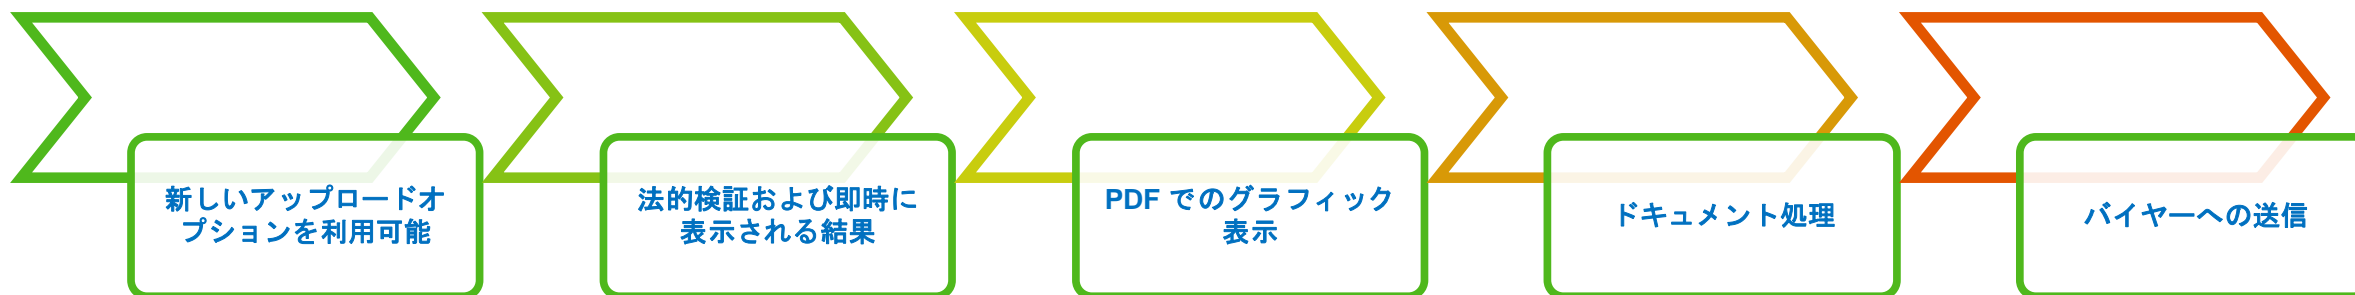 新しいアップロードオ
プションを利用可能
法的検証および即時に
表示される結果
PDF でのグラフィック
表示
ドキュメント処理
バイヤーへの送信